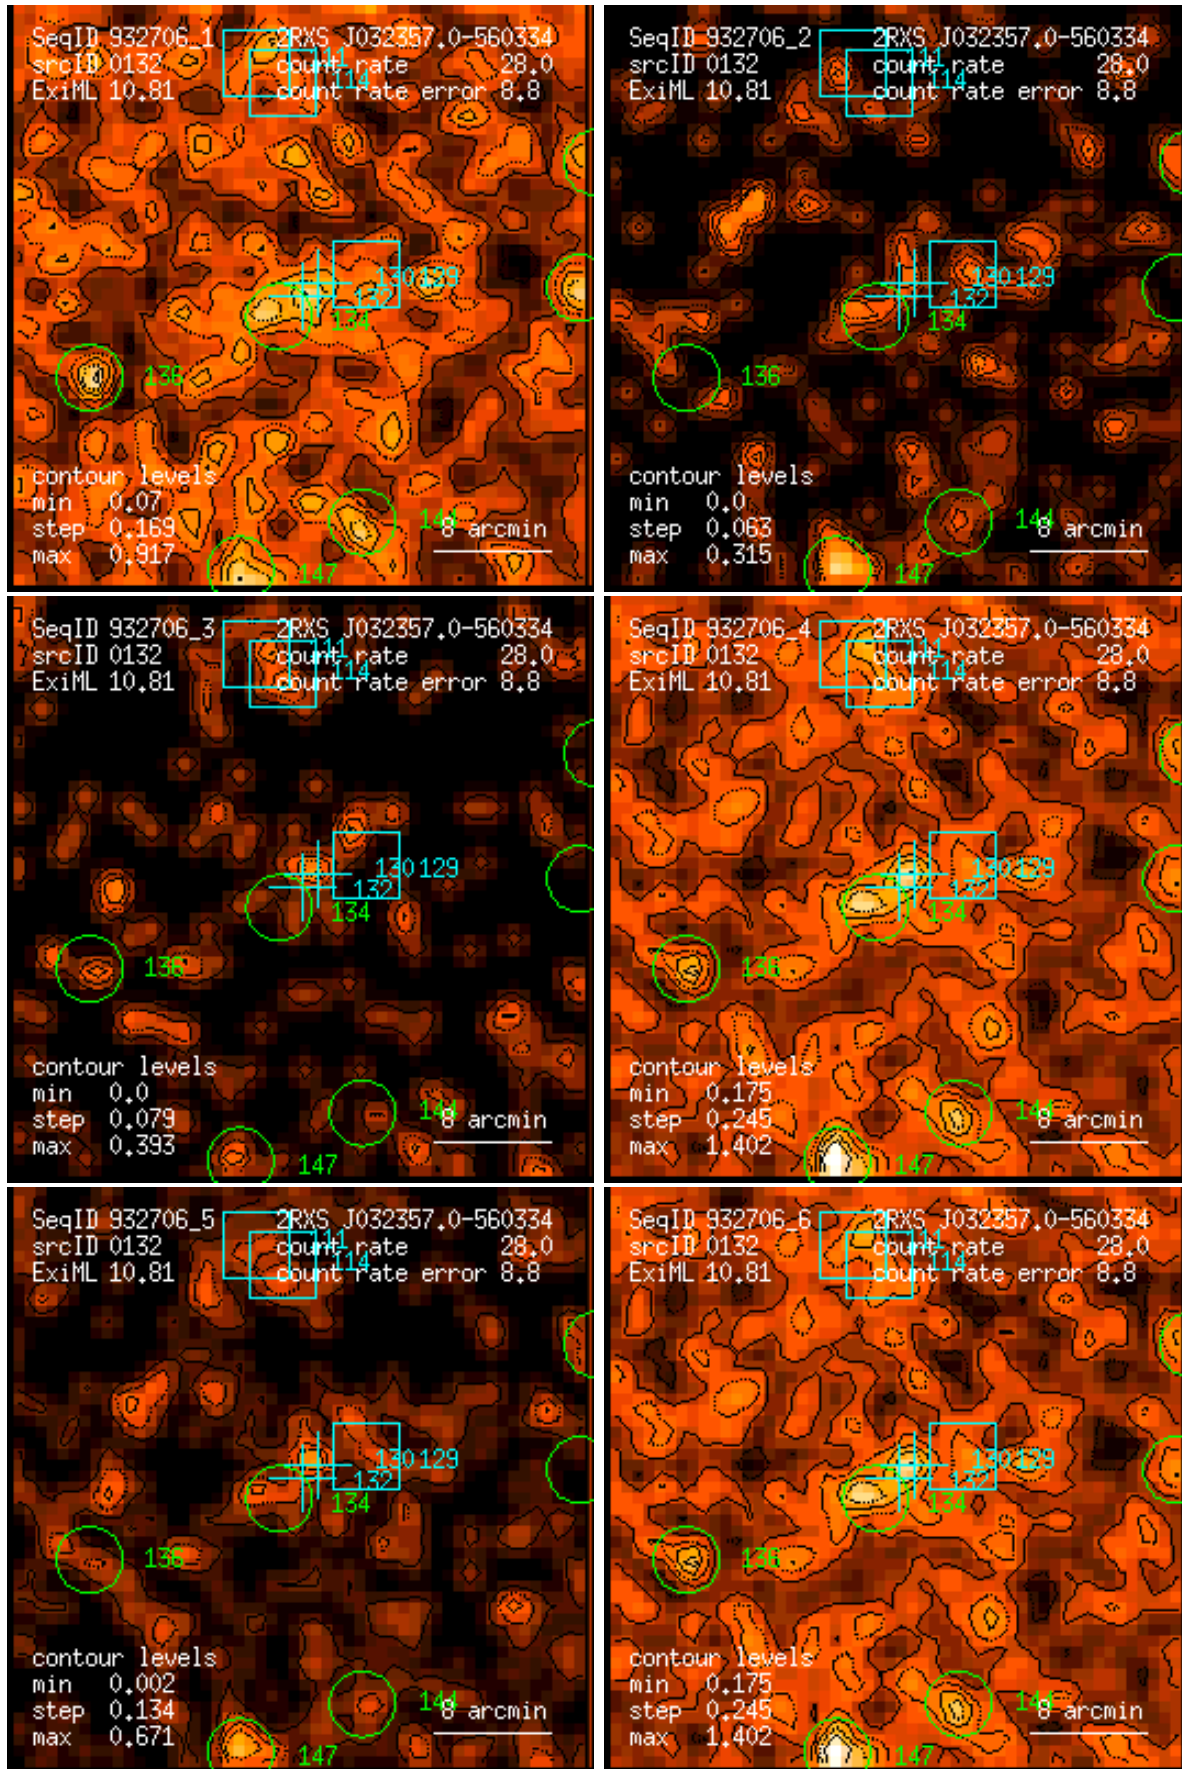 SeqID 932706_1 2RXS J032357.0-560334
srcID 0132 count rate 28.0
ExiML 10.81 count rate error 8.8
114
130 129
132
134
136
contour levels
min 0.07
step 0.169
max 0.917
144
8 arcmin
147
SeqID 932706_2 2RXS J032357.0-560334
srcID 0132 count rate 28.0
ExiML 10.81 count rate error 8.8
114
130 129
132
134
136
contour levels
min 0.0
step 0.063
max 0.315
144
8 arcmin
147
SeqID 932706_3 2RXS J032357.0-560334
srcID 0132 count rate 28.0
ExiML 10.81 count rate error 8.8
114
130 129
132
134
136
contour levels
min 0.0
step 0.079
max 0.393
144
8 arcmin
147
SeqID 932706_4 2RXS J032357.0-560334
srcID 0132 count rate 28.0
ExiML 10.81 count rate error 8.8
114
130 129
132
134
136
contour levels
min 0.175
step 0.245
max 1.402
144
8 arcmin
147
SeqID 932706_5 2RXS J032357.0-560334
srcID 0132 count rate 28.0
ExiML 10.81 count rate error 8.8
114
130 129
132
134
136
contour levels
min 0.002
step 0.134
max 0.671
144
8 arcmin
147
SeqID 932706_6 2RXS J032357.0-560334
srcID 0132 count rate 28.0
ExiML 10.81 count rate error 8.8
114
130 129
132
134
136
contour levels
min 0.175
step 0.245
max 1.402
144
8 arcmin
147